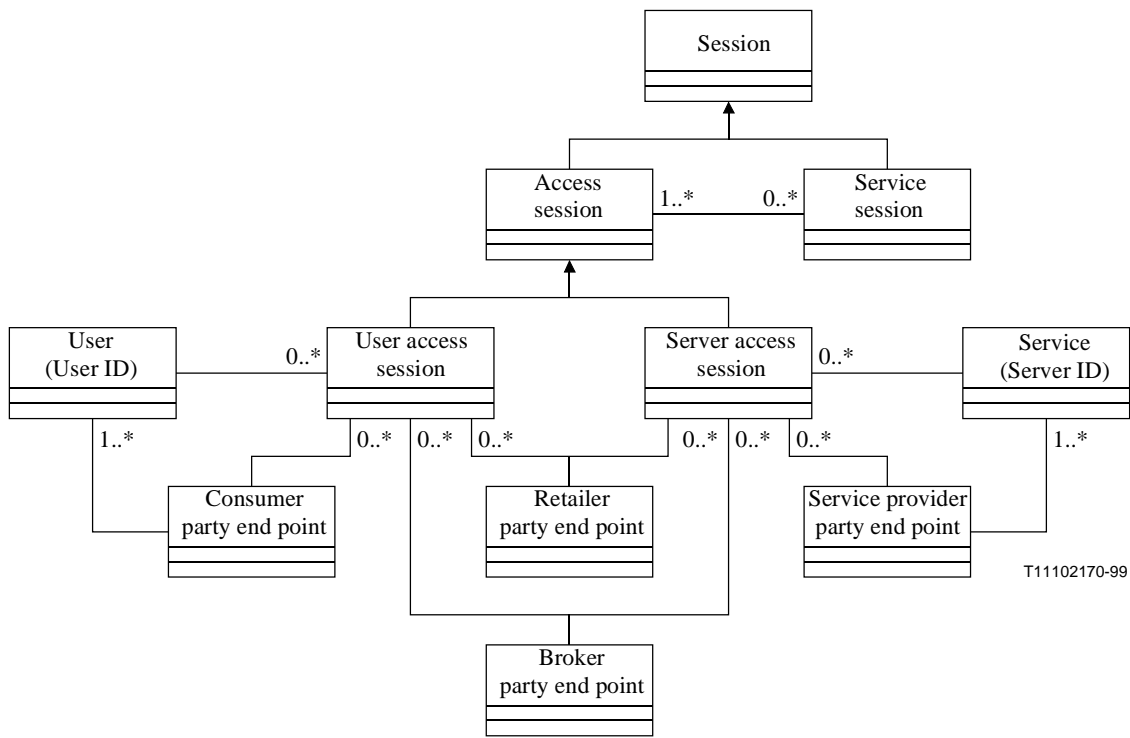 Session
Access
session
1..*
0..*
Service
session
User
(User ID)
0..*
User access
session
Server access
session
0..*
Service
(Server ID)
1..*
0..*
0..*
0..*
0..*
0..*
0..*
1..*
Consumer
party end point
Retailer
party end point
Service provider
party end point
T11102170-99
Broker
party end point